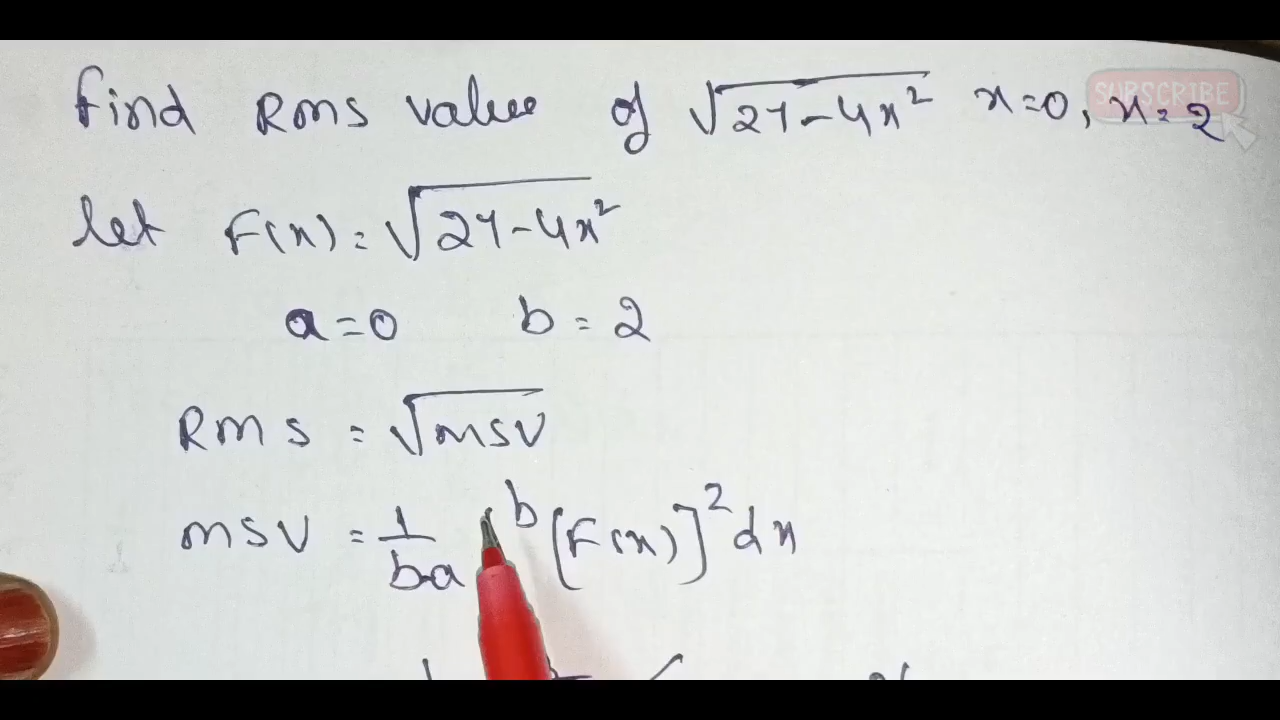 Find Rms value of √27-4x² x=0, x=2
SUBSCRIBE
let F(x)=√27-4x²
a=0 b=2
Rms = √msv
msv = 1/b-a ∫ᵇ [F(x)]² dx